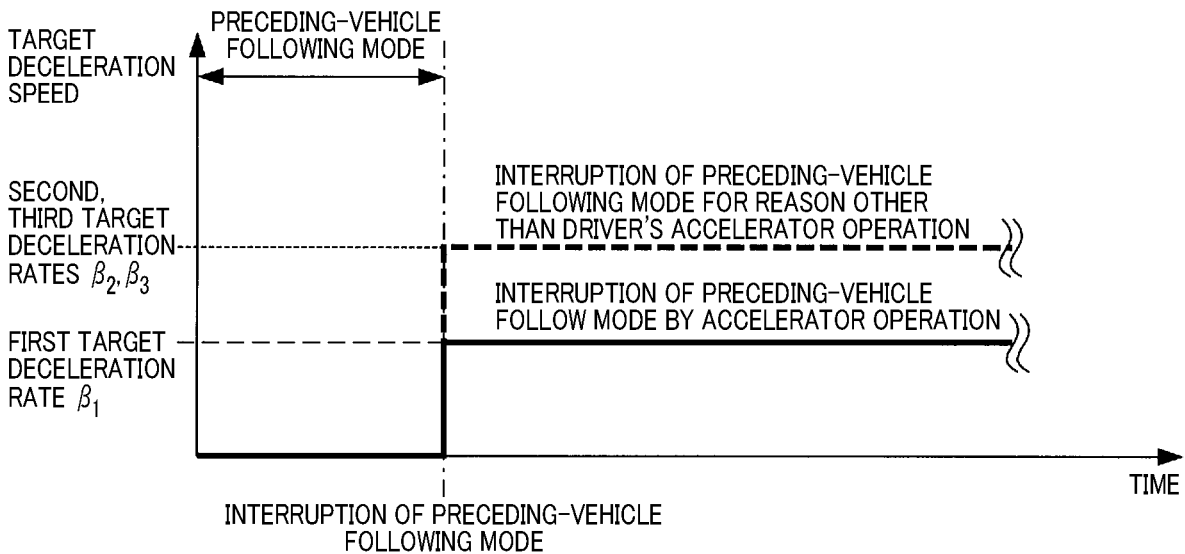 PRECEDING-VEHICLE
FOLLOWING MODE
TARGET
DECELERATION
SPEED
SECOND,
THIRD TARGET
DECELERATION
RATES β2, β3
INTERRUPTION OF PRECEDING-VEHICLE
FOLLOWING MODE FOR REASON OTHER
THAN DRIVER'S ACCELERATOR OPERATION
INTERRUPTION OF PRECEDING-VEHICLE
FOLLOW MODE BY ACCELERATOR OPERATION
FIRST TARGET
DECELERATION
RATE β1
TIME
INTERRUPTION OF PRECEDING-VEHICLE
FOLLOWING MODE